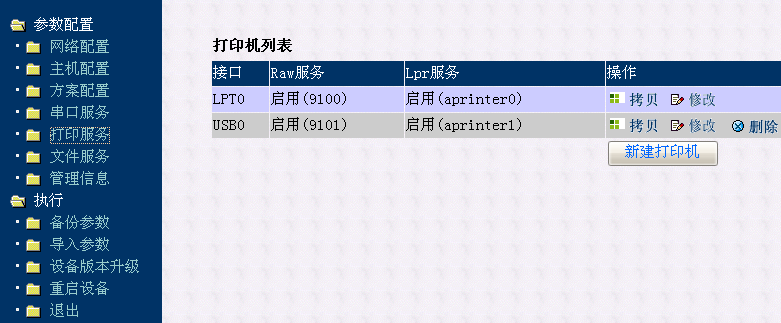 参数配置
网络配置
主机配置
方案配置
串口服务
打印服务
文件服务
管理信息
执行
备份参数
导入参数
设备版本升级
重启设备
退出
打印机列表
接口 Raw服务 Lpr服务 操作
LPT0 启用(9100) 启用(aprinter0) 拷贝 修改
USB0 启用(9101) 启用(aprinter1) 拷贝 修改 删除
新建打印机